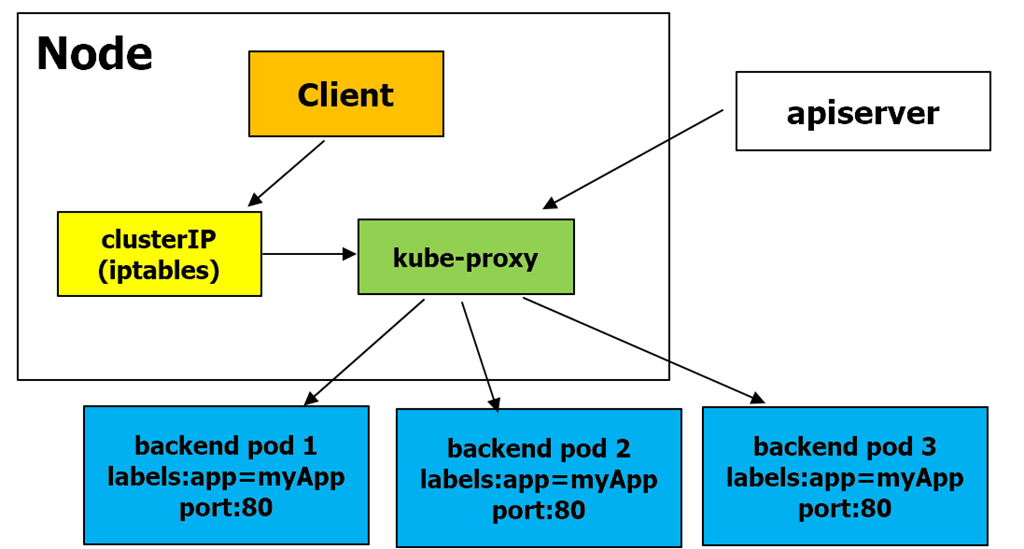 Node
Client
apiserver
clusterIP
(iptables)
kube-proxy
backend pod 1
labels:app=myApp
port:80
backend pod 2
labels:app=myApp
port:80
backend pod 3
labels:app=myApp
port:80